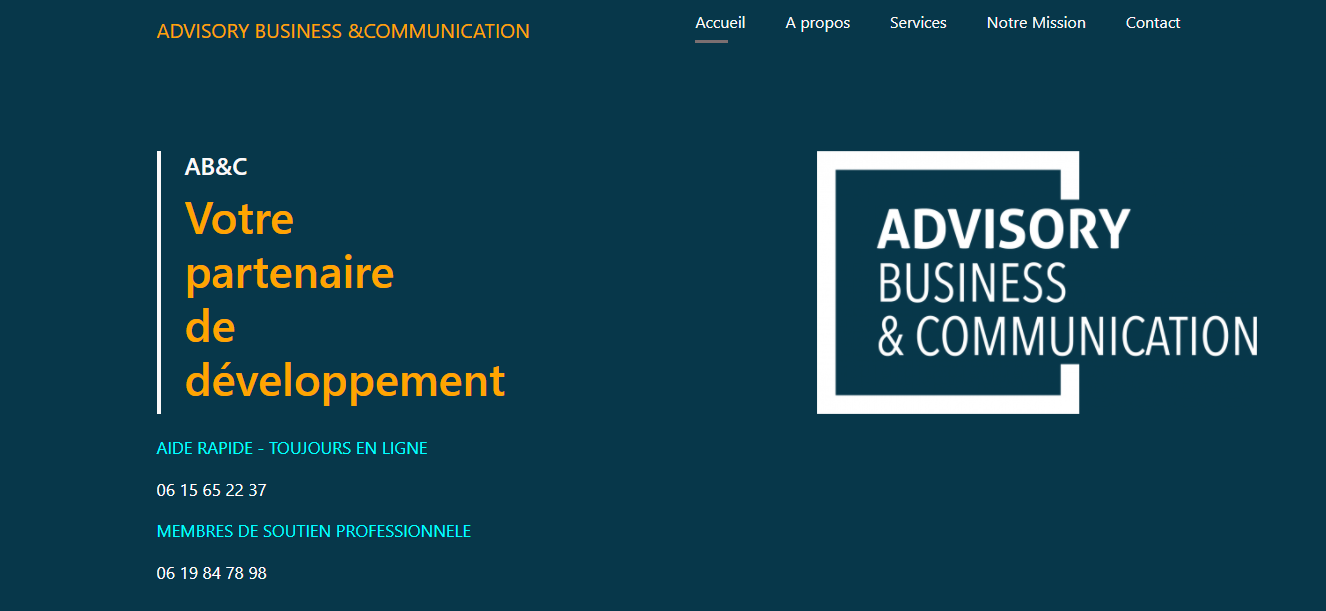 ADVISORY BUSINESS &COMMUNICATION
Accueil A propos Services Notre Mission Contact
AB&C
Votre
partenaire
de
développement
AIDE RAPIDE - TOUJOURS EN LIGNE
06 15 65 22 37
MEMBRES DE SOUTIEN PROFESSIONNELE
06 19 84 78 98
ADVISORY
BUSINESS
& COMMUNICATION